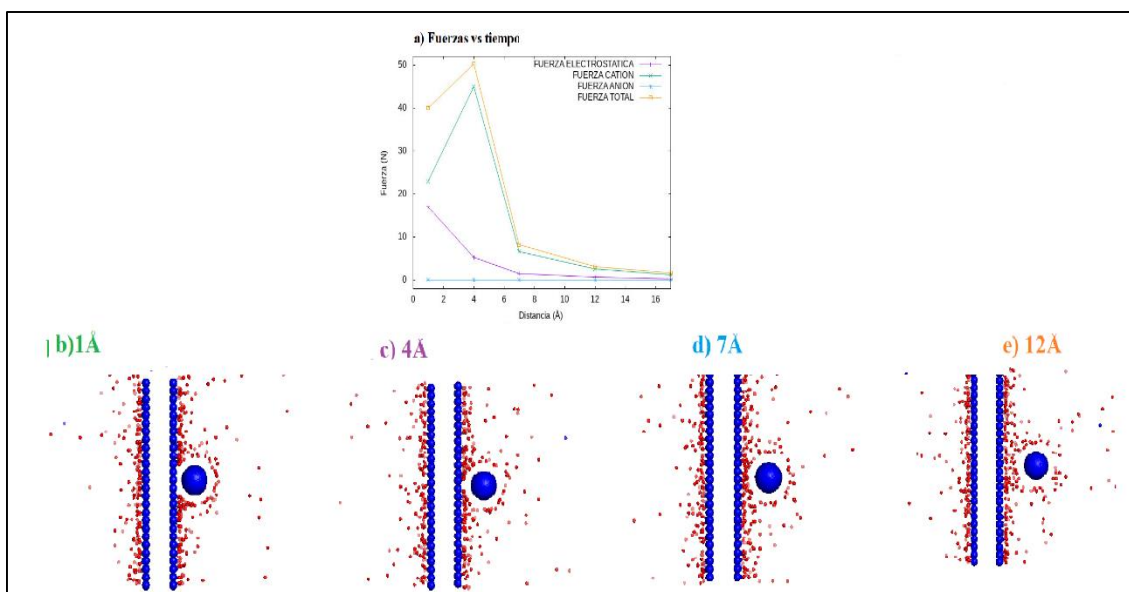 a) Fuerzas vs tiempo
FUERZA ELECTROSTATICA
FUERZA CATION
FUERZA ANION
FUERZA TOTAL
50
40
30
20
10
0
Fuerza (N)
0 2 4 6 8 10 12 14 16
Distancia (Å)
b)1Å
c) 4Å
d) 7Å
e) 12Å